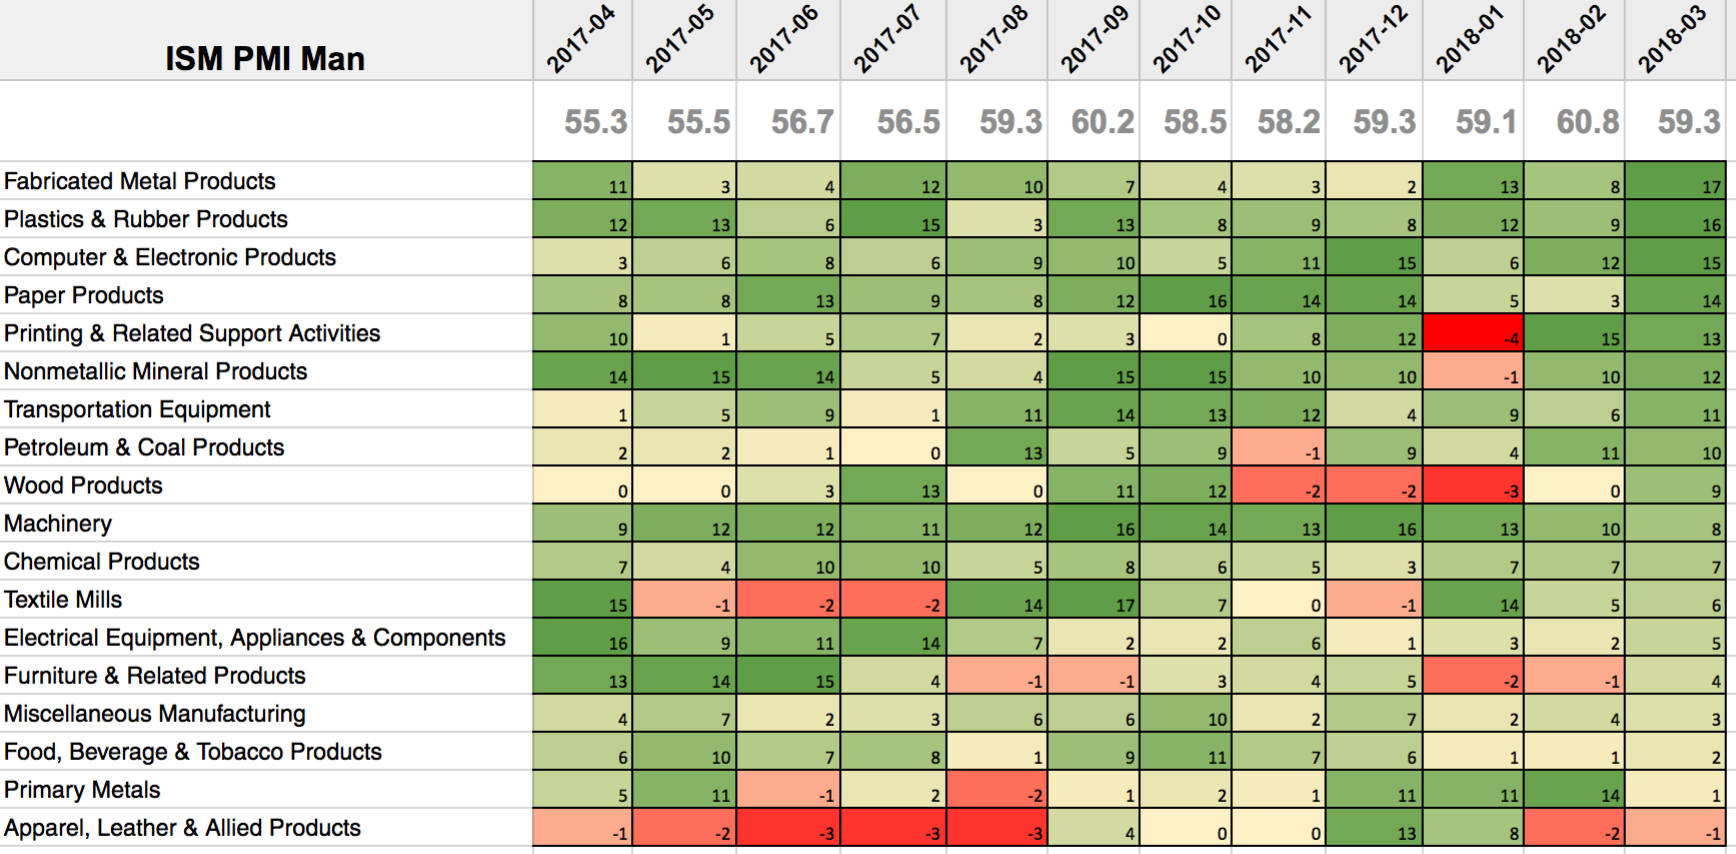 ISM PMI Man 2017-04 2017-05 2017-06 2017-07 2017-08 2017-09 2017-10 2017-11 2017-12 2018-01 2018-02 2018-03
55.3 55.5 56.7 56.5 59.3 60.2 58.5 58.2 59.3 59.1 60.8 59.3
Fabricated Metal Products 11 3 4 12 10 7 4 3 2 13 8 17
Plastics & Rubber Products 12 13 6 15 3 13 8 9 8 12 9 16
Computer & Electronic Products 3 6 8 6 9 10 5 11 15 6 12 15
Paper Products 8 8 13 9 8 12 16 14 14 5 3 14
Printing & Related Support Activities 10 1 5 7 2 3 0 8 12 -4 15 13
Nonmetallic Mineral Products 14 15 14 5 4 15 15 10 10 -1 10 12
Transportation Equipment 1 5 9 1 11 14 13 12 4 9 6 11
Petroleum & Coal Products 2 2 1 0 13 5 9 -1 9 4 11 10
Wood Products 0 0 3 13 0 11 12 -2 -2 -3 0 9
Machinery 9 12 12 11 12 16 14 13 16 13 10 8
Chemical Products 7 4 10 10 5 8 6 5 3 7 7 7
Textile Mills 15 -1 -2 -2 14 17 7 0 -1 14 5 6
Electrical Equipment, Appliances & Components 16 9 11 14 7 2 2 6 1 3 2 5
Furniture & Related Products 13 14 15 4 -1 -1 3 4 5 -2 -1 4
Miscellaneous Manufacturing 4 7 2 3 6 6 10 2 7 2 4 3
Food, Beverage & Tobacco Products 6 10 7 8 1 9 11 7 6 1 1 2
Primary Metals 5 11 -1 2 -2 1 2 1 11 11 14 1
Apparel, Leather & Allied Products -1 -2 -3 -3 -3 4 0 0 13 8 -2 -1